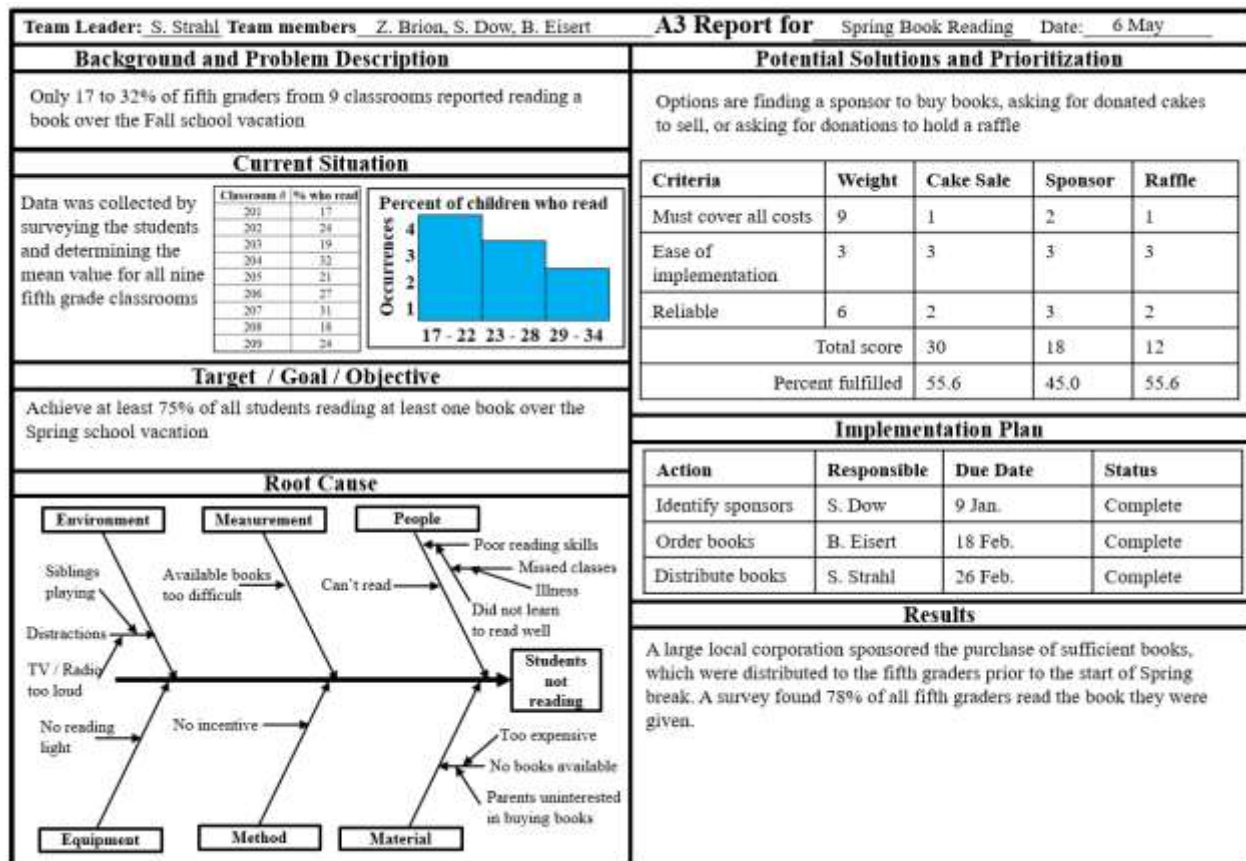 Team Leader: S. Strahl Team members Z. Brion, S. Dow, B. Eisert A3 Report for Spring Book Reading Date: 6 May
Background and Problem Description
Only 17 to 32% of fifth graders from 9 classrooms reported reading a
book over the Fall school vacation
Current Situation
Data was collected by
surveying the students
and determining the
mean value for all nine
fifth grade classrooms
Classroom # % who read
201 17
202 24
203 19
204 32
205 21
206 27
207 31
208 18
209 24
Percent of children who read
Occurrences
4
3
2
1
17 - 22 23 - 28 29 - 34
Target / Goal / Objective
Achieve at least 75% of all students reading at least one book over the
Spring school vacation
Root Cause
Environment
Measurement
People
Siblings
playing
Distractions
TV / Radio
too loud
Available books
too difficult
Can't read
Poor reading skills
Missed classes
Illness
Did not learn
to read well
Students
not
reading
No reading
light
No incentive
Too expensive
No books available
Parents uninterested
in buying books
Equipment
Method
Material
Potential Solutions and Prioritization
Options are finding a sponsor to buy books, asking for donated cakes
to sell, or asking for donations to hold a raffle
Criteria Weight Cake Sale Sponsor Raffle
Must cover all costs 9 1 2 1
Ease of
implementation 3 3 3 3
Reliable 6 2 3 2
Total score 30 18 12
Percent fulfilled 55.6 45.0 55.6
Implementation Plan
Action Responsible Due Date Status
Identify sponsors S. Dow 9 Jan. Complete
Order books B. Eisert 18 Feb. Complete
Distribute books S. Strahl 26 Feb. Complete
Results
A large local corporation sponsored the purchase of sufficient books,
which were distributed to the fifth graders prior to the start of Spring
break. A survey found 78% of all fifth graders read the book they were
given.